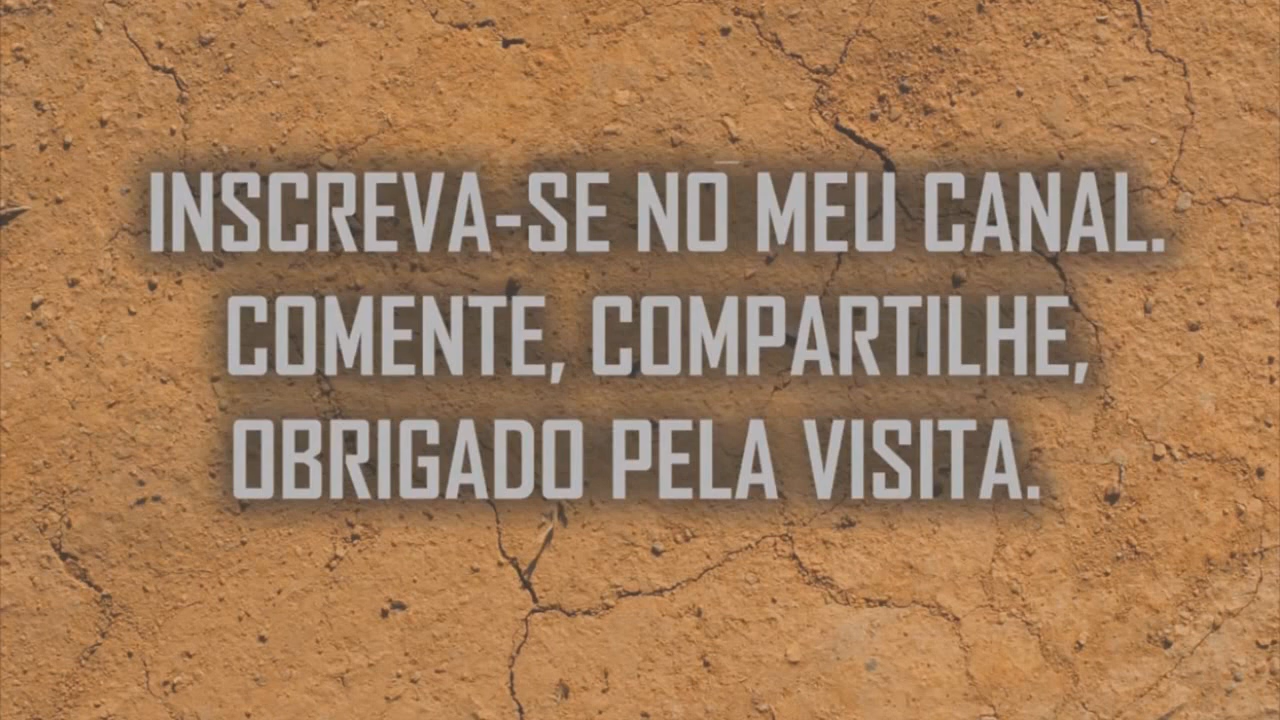 INSCREVA-SE NO MEU CANAL.
COMENTE, COMPARTILHE,
OBRIGADO PELA VISITA.